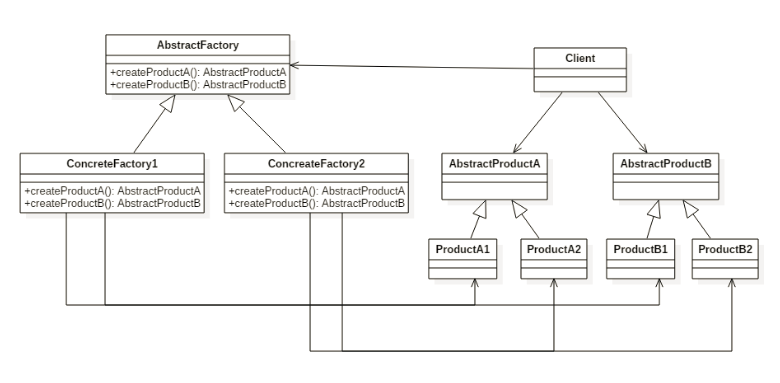 AbstractFactory
+createProductA(): AbstractProductA
+createProductB(): AbstractProductB
Client
ConcreteFactory1
+createProductA(): AbstractProductA
+createProductB(): AbstractProductB
ConcreateFactory2
+createProductA(): AbstractProductA
+createProductB(): AbstractProductB
AbstractProductA
AbstractProductB
ProductA1
ProductA2
ProductB1
ProductB2